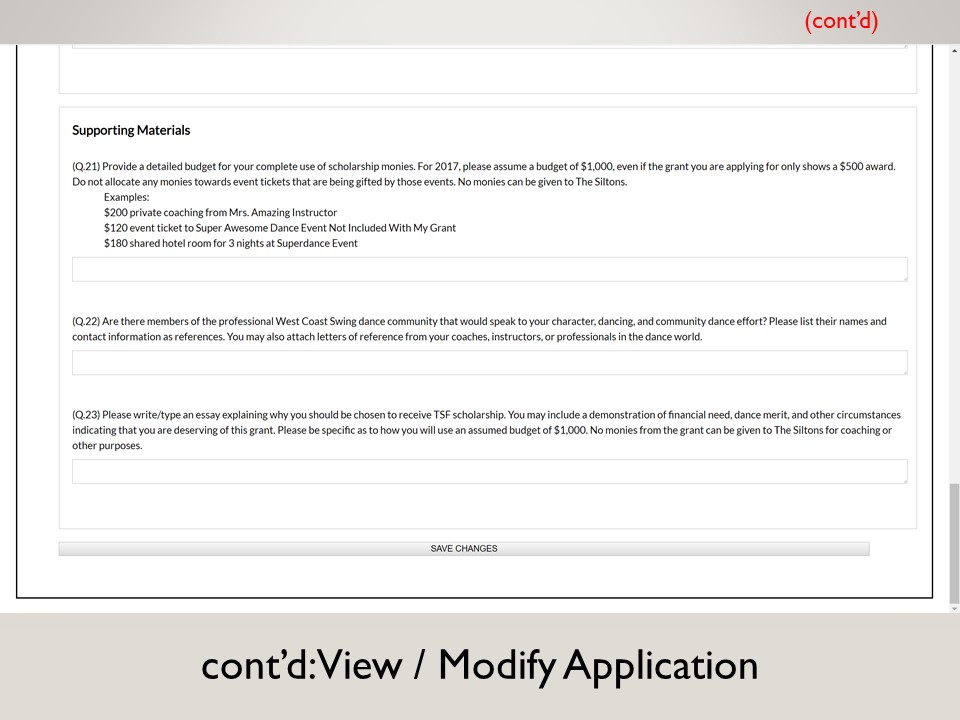 (cont’d)
Supporting Materials
(Q.21) Provide a detailed budget for your complete use of scholarship monies. For 2017, please assume a budget of $1,000, even if the grant you are applying for only shows a $500 award.
Do not allocate any monies towards event tickets that are being gifted by those events. No monies can be given to The Siltons.
Examples:
$200 private coaching from Mrs. Amazing Instructor
$120 event ticket to Super Awesome Dance Event Not Included With My Grant
$180 shared hotel room for 3 nights at Superdance Event
(Q.22) Are there members of the professional West Coast Swing dance community that would speak to your character, dancing, and community dance effort? Please list their names and
contact information as references. You may also attach letters of reference from your coaches, instructors, or professionals in the dance world.
(Q.23) Please write/type an essay explaining why you should be chosen to receive TSF scholarship. You may include a demonstration of financial need, dance merit, and other circumstances
indicating that you are deserving of this grant. Please be specific as to how you will use an assumed budget of $1,000. No monies from the grant can be given to The Siltons for coaching or
other purposes.
SAVE CHANGES
cont’d: View / Modify Application